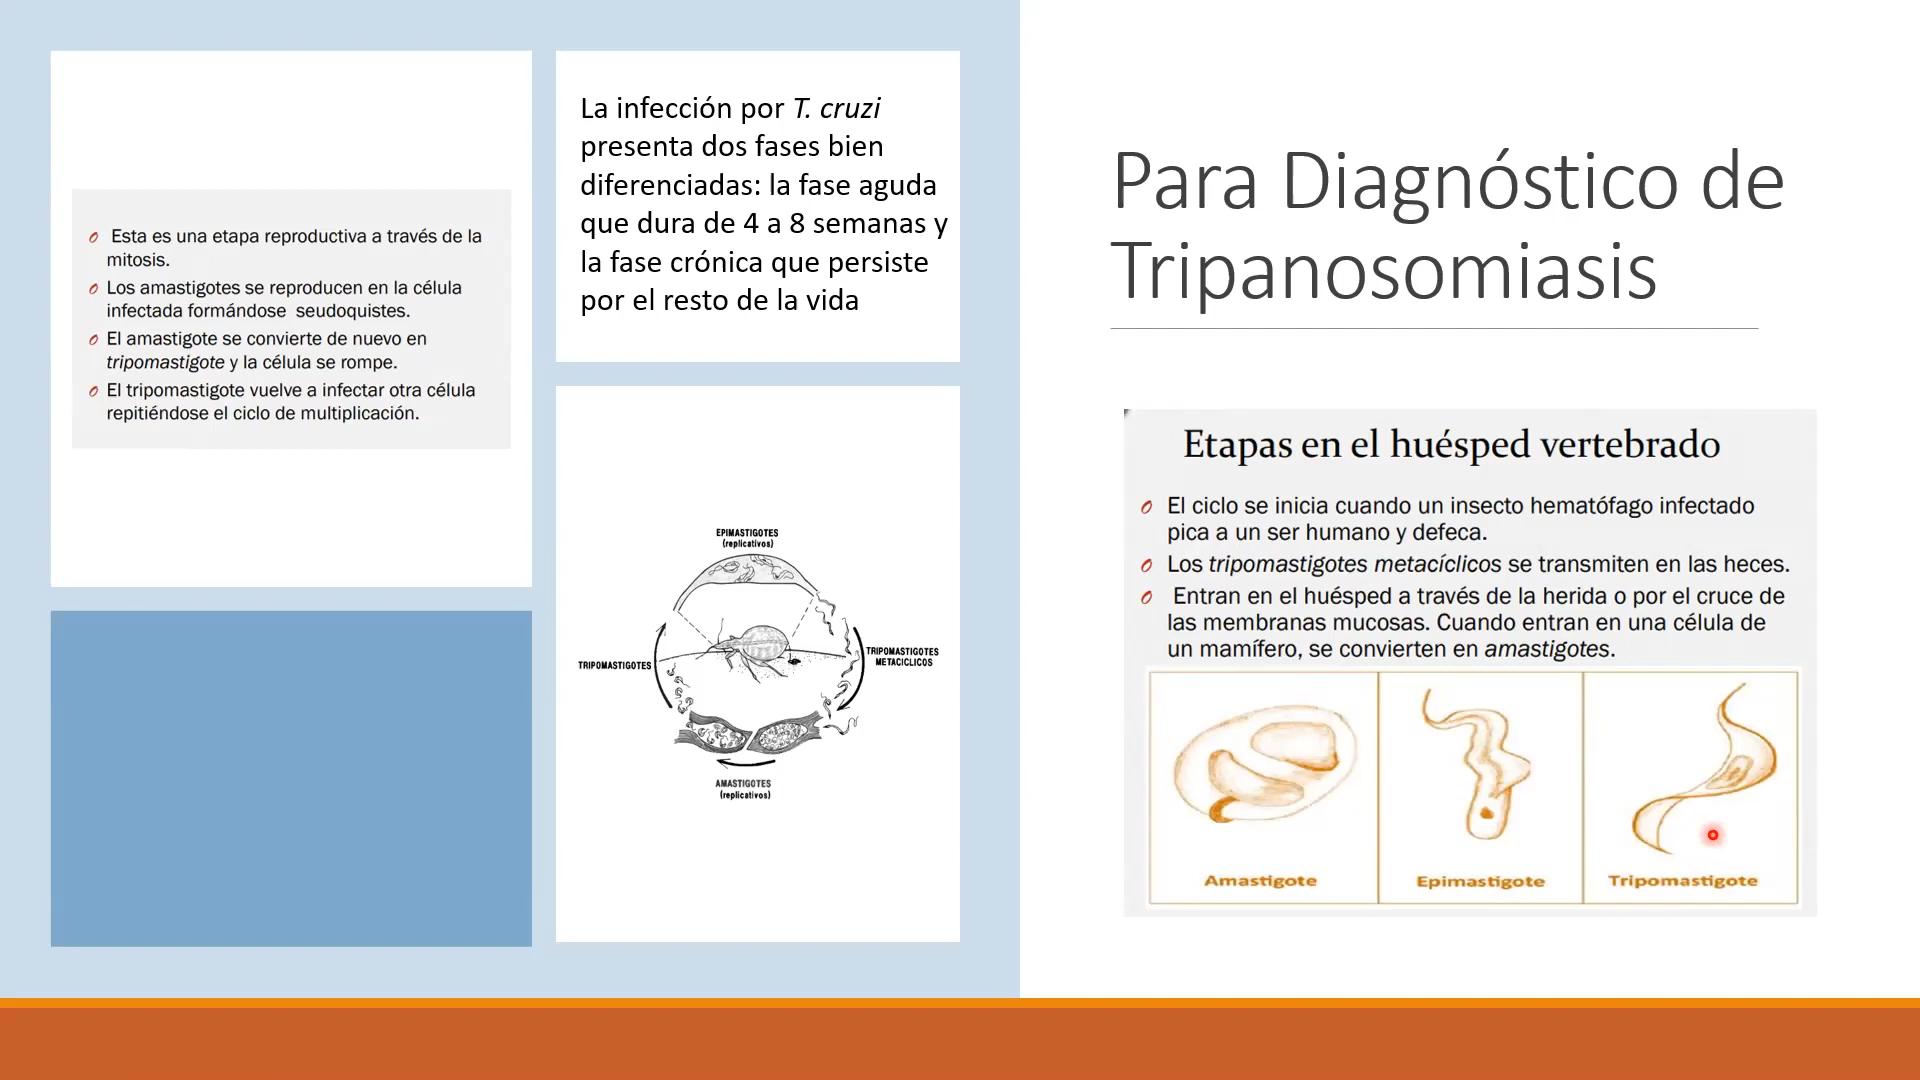 Esta es una etapa reproductiva a través de la
mitosis.
Los amastigotes se reproducen en la célula
infectada formándose seudoquistes.
El amastigote se convierte de nuevo en
tripomastigote y la célula se rompe.
El tripomastigote vuelve a infectar otra célula
repitiéndose el ciclo de multiplicación.
La infección por T. cruzi
presenta dos fases bien
diferenciadas: la fase aguda
que dura de 4 a 8 semanas y
la fase crónica que persiste
por el resto de la vida
EPIMASTIGOTES
(replicativos)
TRIPOMASTIGOTES
TRIPOMASTIGOTES
METACICLICOS
AMASTIGOTES
(replicativos)
Para Diagnóstico de
Tripanosomiasis
Etapas en el huésped vertebrado
El ciclo se inicia cuando un insecto hematófago infectado
pica a un ser humano y defeca.
Los tripomastigotes metacíclicos se transmiten en las heces.
Entran en el huésped a través de la herida o por el cruce de
las membranas mucosas. Cuando entran en una célula de
un mamífero, se convierten en amastigotes.
Amastigote
Epimastigote
Tripomastigote